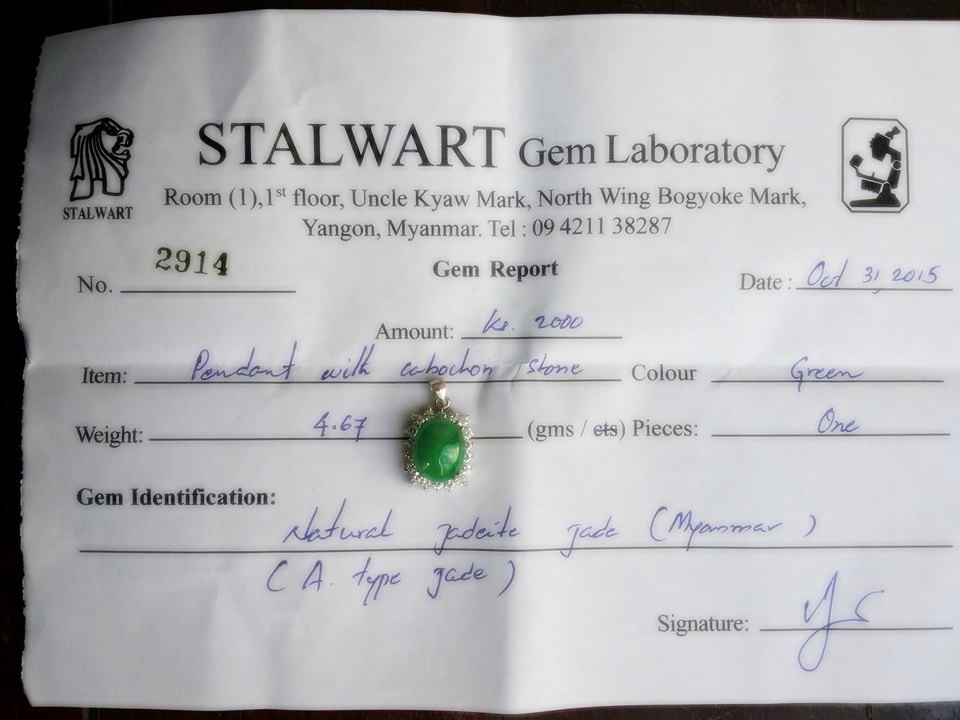 STALWART Gem Laboratory
STALWART
Room (1),1st floor, Uncle Kyaw Mark, North Wing Bogyoke Mark,
Yangon, Myanmar. Tel : 09 4211 38287
No. 2914
Gem Report
Date : Oct 31, 2015
Amount: ks. 2000
Item: Pendant with cabochon stone Colour Green
Weight: 4.67 (gms / cts) Pieces: One
Gem Identification:
Natural jadeite jade (Myanmar)
(A. type jade)
Signature: